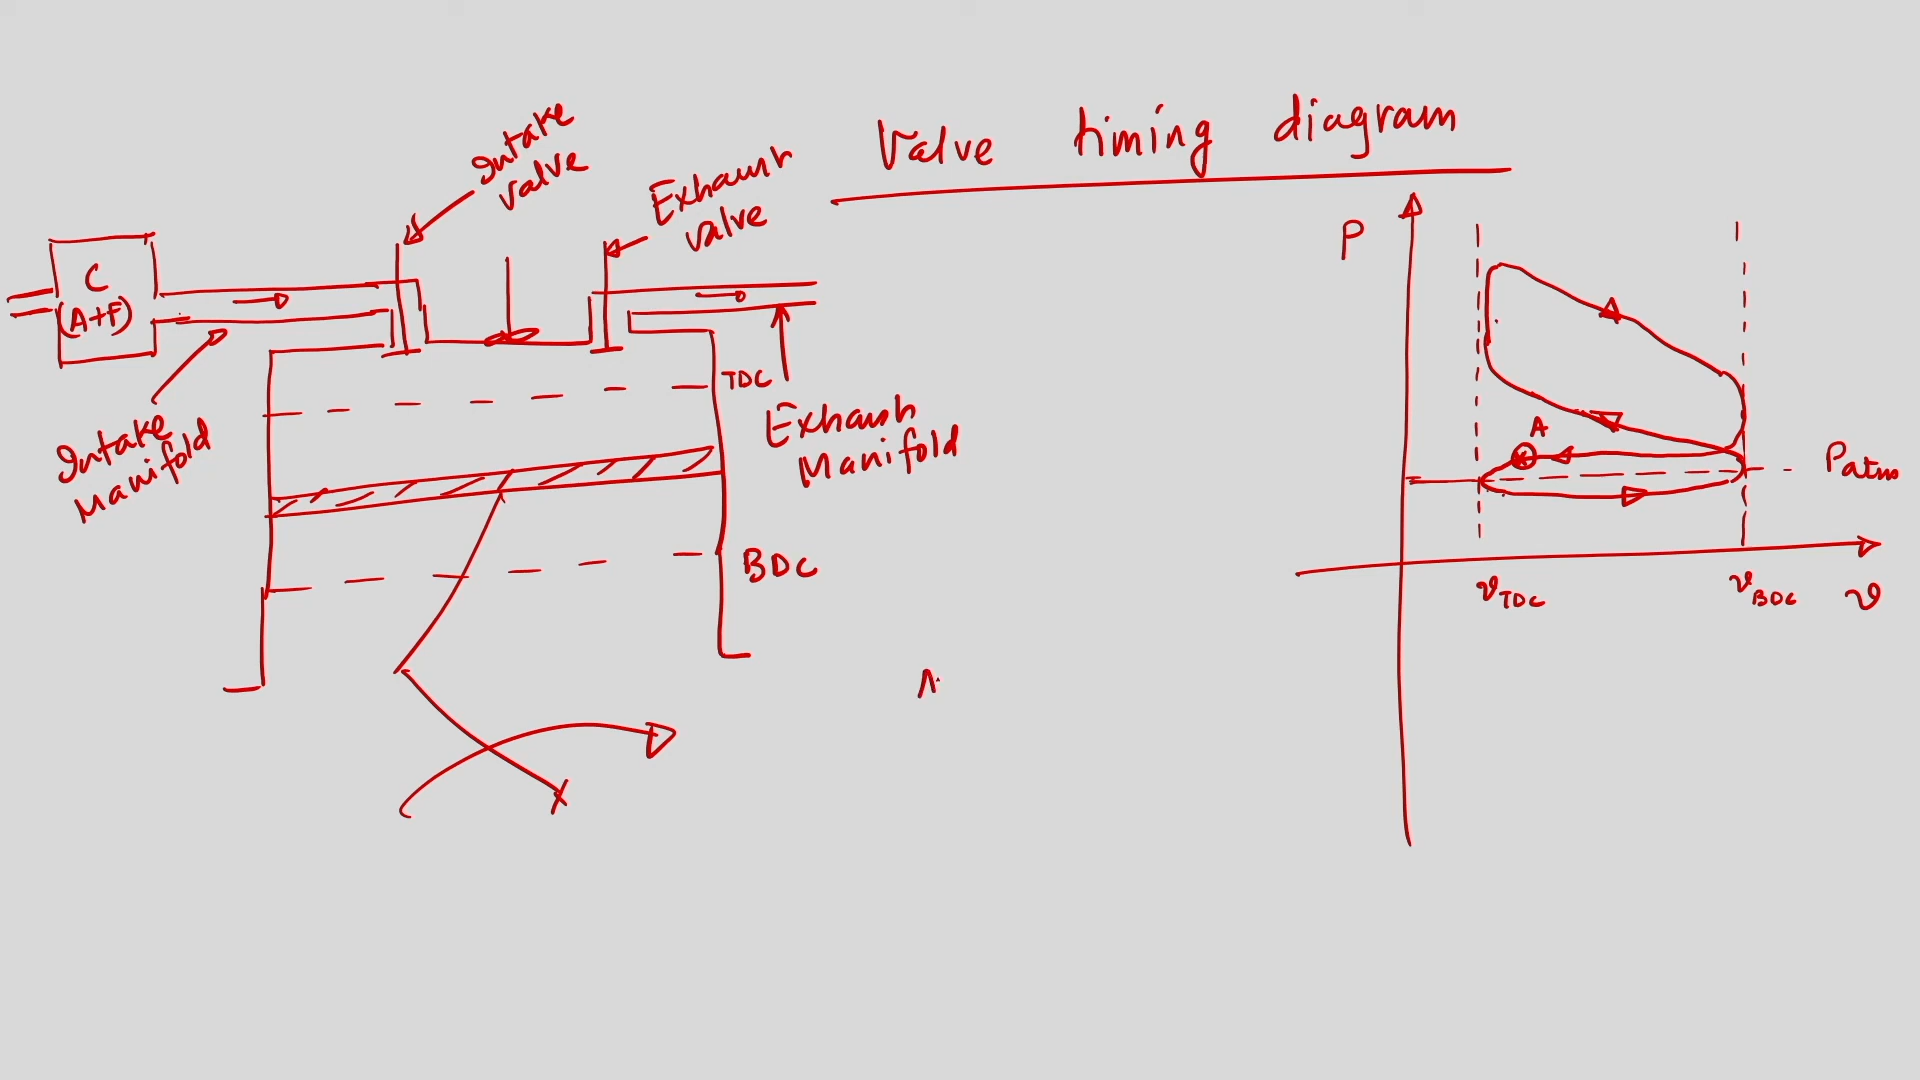 Valve timing diagram
Intake
valve
Exhaust
valve
C
(A+F)
Intake
Manifold
TDC
Exhaust
Manifold
BDC
P
A
Patm
vTDC
vBDC
v